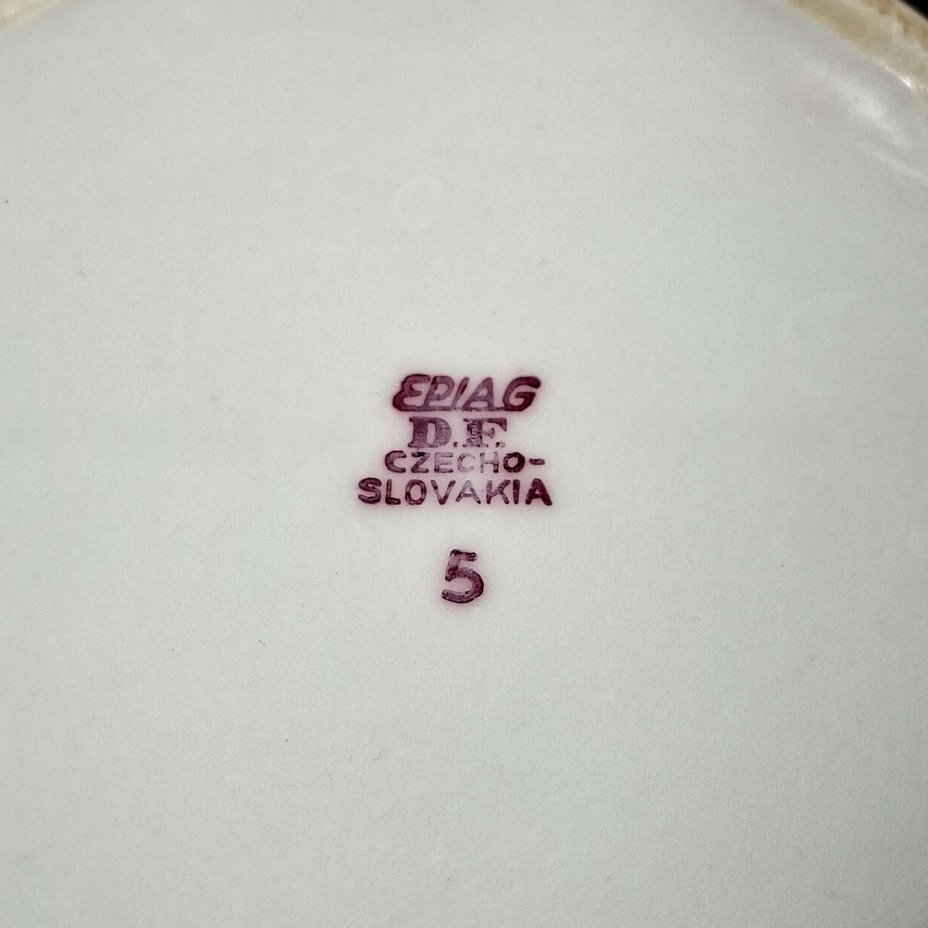 EPIAG
D.F.
CZECHO-
SLOVAKIA
5